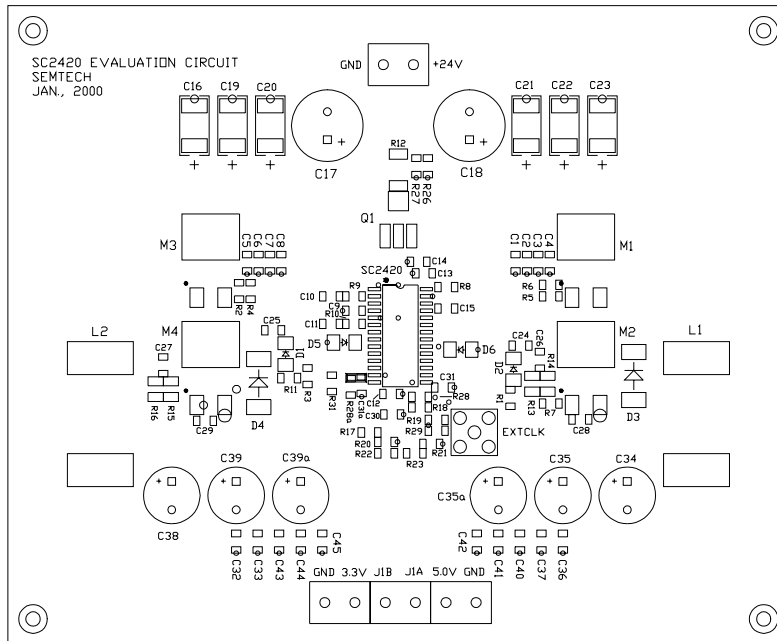 SC2420 EVALUATION CIRCUIT
SEMTECH
JAN., 2000
GND +24V
C16 C19 C20
C21 C22 C23
C17
R12
C18
R27 R26
Q1
M3
C5 C6 C7 C8
C14
C13
SC2420
C1 C2 C3 C4
M1
R2 R4
C10 R9
C9
R10
C11
R8
C15
R6
R5
L2
M4
C25
D1
D5
D6
C24
D2
C26
R14
M2
L1
C27
R16 R15
R11
R3
R31
R28a
C31a
C12
C30
C31
R28
R18
R1
R13
R7
D4
C29
R17
R19
R29
R20
R22
R21
R23
EXTCLK
C28
D3
C38
C39
C39a
C35a
C35
C34
C32 C33 C43 C44 C45
C42 C41 C40 C37 C36
GND 3.3V J1B J1A 5.0V GND
+ + + + + + + + + + + + + +